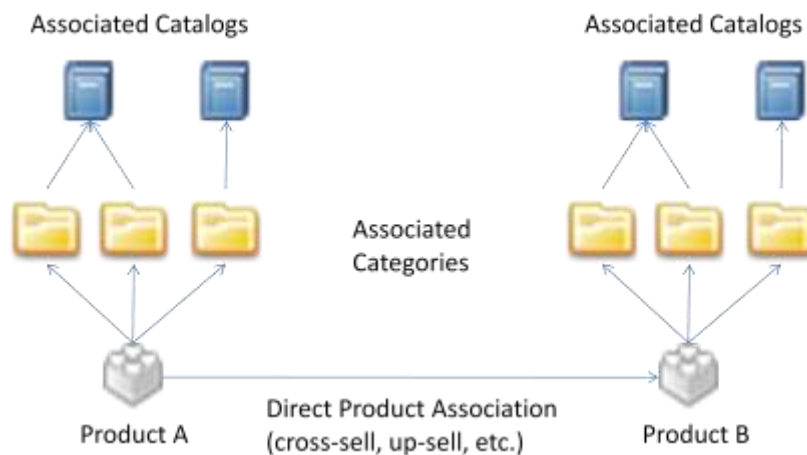 Associated Catalogs
Associated Catalogs
Associated
Categories
Direct Product Association
(cross-sell, up-sell, etc.)
Product A
Product B